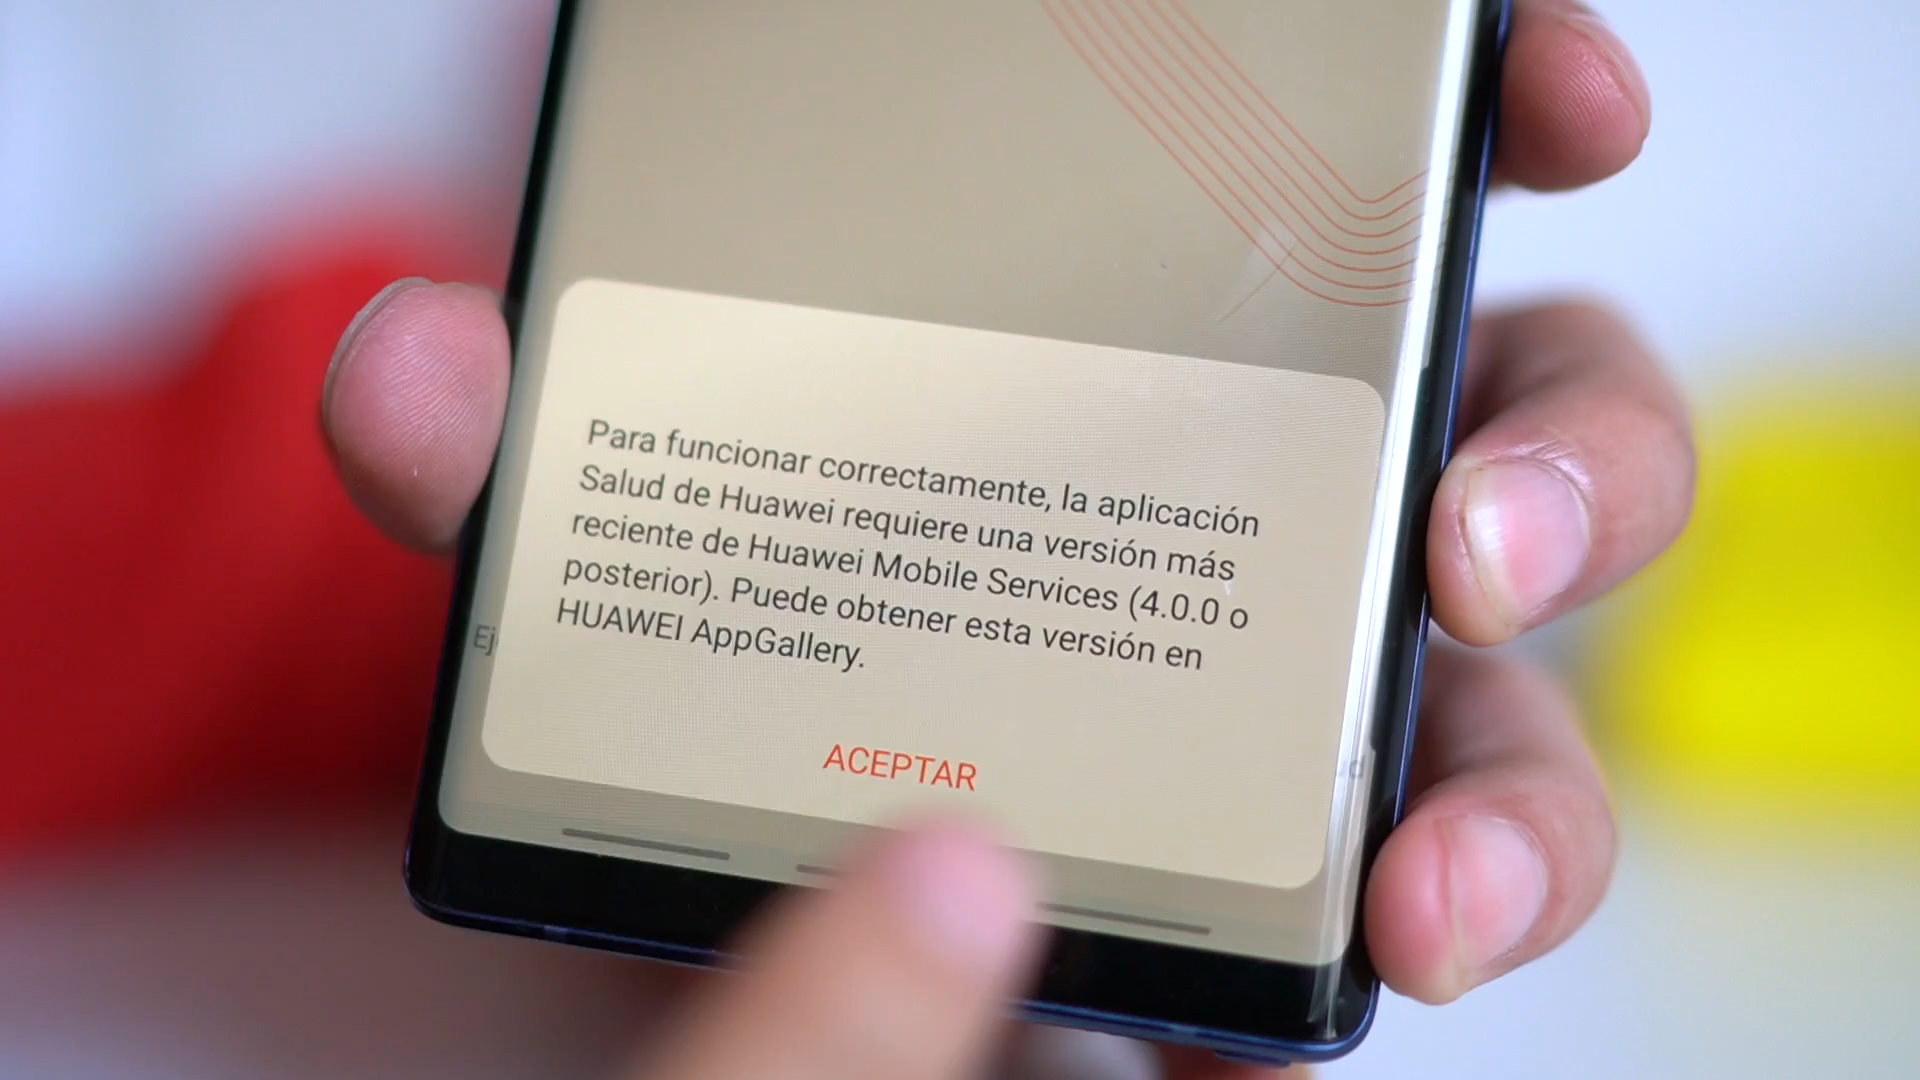 Para funcionar correctamente, la aplicación
Salud de Huawei requiere una versión más
reciente de Huawei Mobile Services (4.0.0 o
posterior). Puede obtener esta versión en
HUAWEI AppGallery.
Ej
ACEPTAR